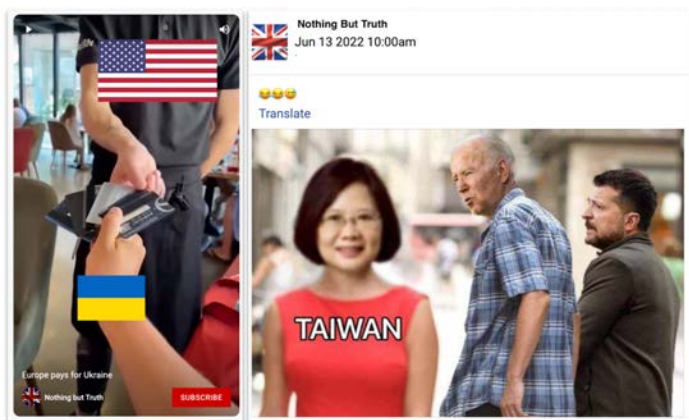 Europe pays for Ukraine
Nothing but Truth
SUBSCRIBE
Nothing But Truth
Jun 13 2022 10:00am
Translate
TAIWAN